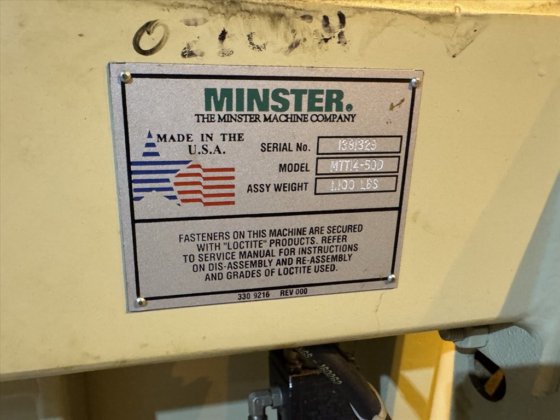 MINSTER®
THE MINSTER MACHINE COMPANY
MADE IN THE
U.S.A.
SERIAL No.
MODEL
ASSY WEIGHT 1100 LBS
FASTENERS ON THIS MACHINE ARE SECURED
WITH "LOCTITE" PRODUCTS. REFER
TO SERVICE MANUAL FOR INSTRUCTIONS
ON DIS-ASSEMBLY AND RE-ASSEMBLY
AND GRADES OF LOCTITE USED.
330 9216 REV 000